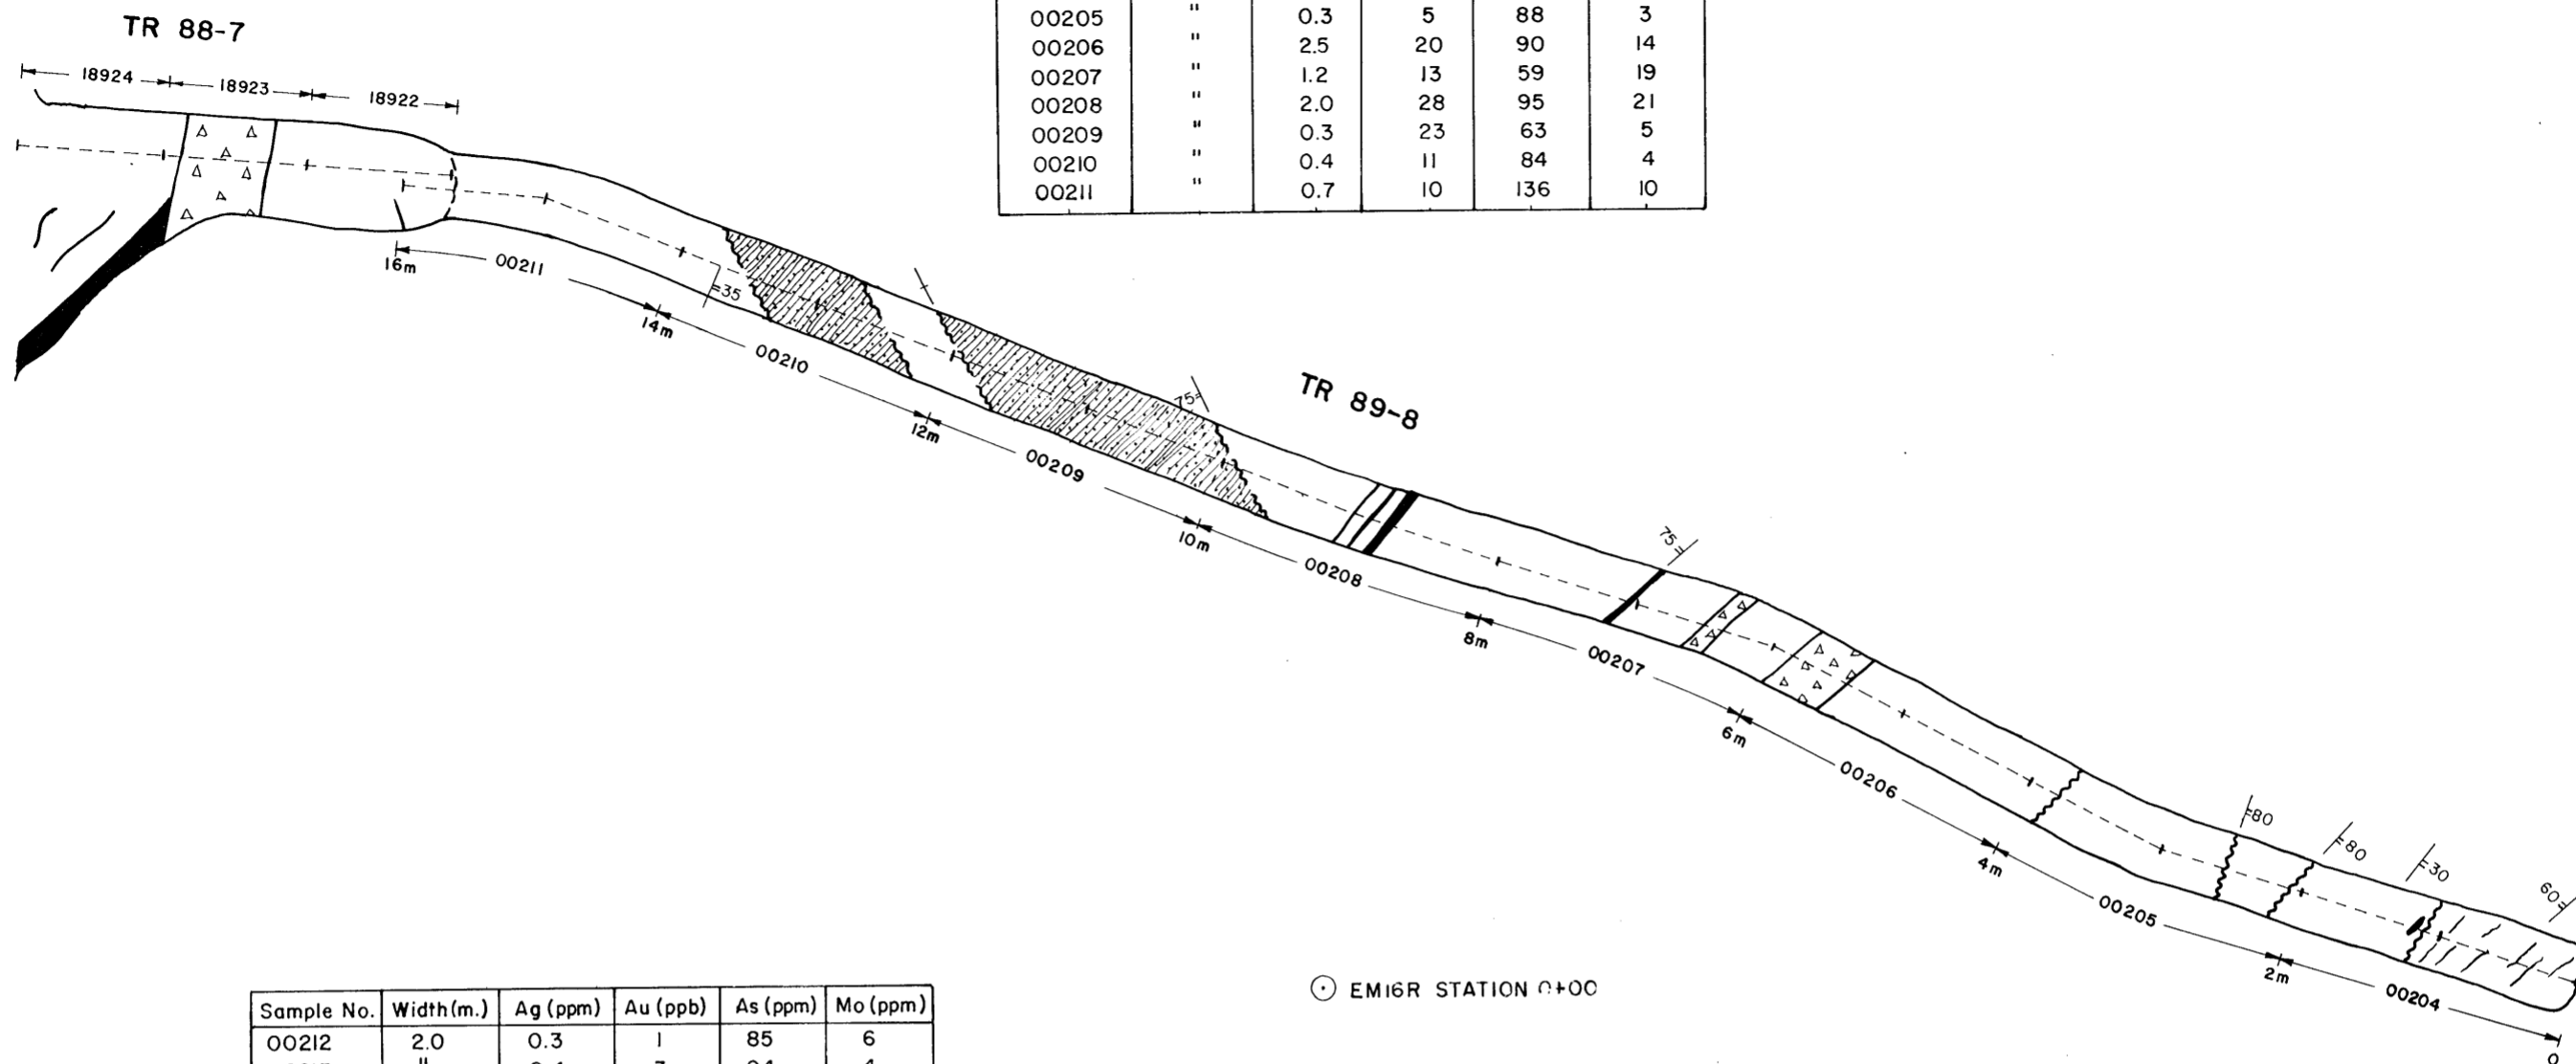 TR 88-7
18924 18923 18922
00205 " 0.3 5 88 3
00206 " 2.5 20 90 14
00207 " 1.2 13 59 19
00208 " 2.0 28 95 21
00209 " 0.3 23 63 5
00210 " 0.4 11 84 4
00211 " 0.7 10 136 10
16m
00211
35
14m
00210
12m
00209
75
TR 89-8
10m
00208
75
8m
00207
6m
00206
80
80
30
60
4m
00205
2m
00204
0
EM16R STATION 0+00
Sample No. Width(m.) Ag (ppm) Au (ppb) As (ppm) Mo (ppm)
00212 2.0 0.3 1 85 6